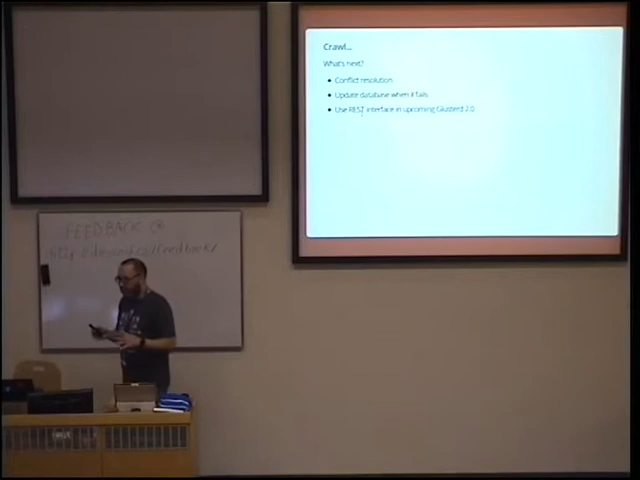 Crawl...
What's next?
Conflict resolution
Update database when it fails
Use REST interface in upcoming Glusterd 2.0
FEEDBACK @
/feedback/